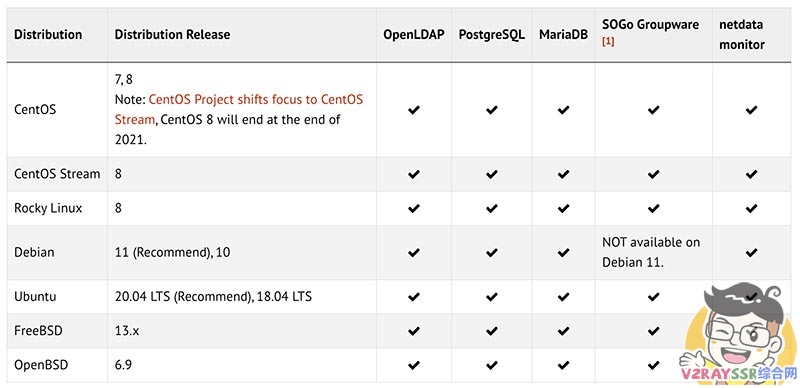 Distribution Distribution Release OpenLDAP PostgreSQL MariaDB SOGo Groupware [1] netdata monitor
7, 8
Note: CentOS Project shifts focus to CentOS
CentOS Stream, CentOS 8 will end at the end of
2021.
CentOS Stream 8
Rocky Linux 8
Debian 11 (Recommend), 10 NOT available on
Debian 11.
Ubuntu 20.04 LTS (Recommend), 18.04 LTS
FreeBSD 13.x
OpenBSD 6.9
V2RAYSSR综合网